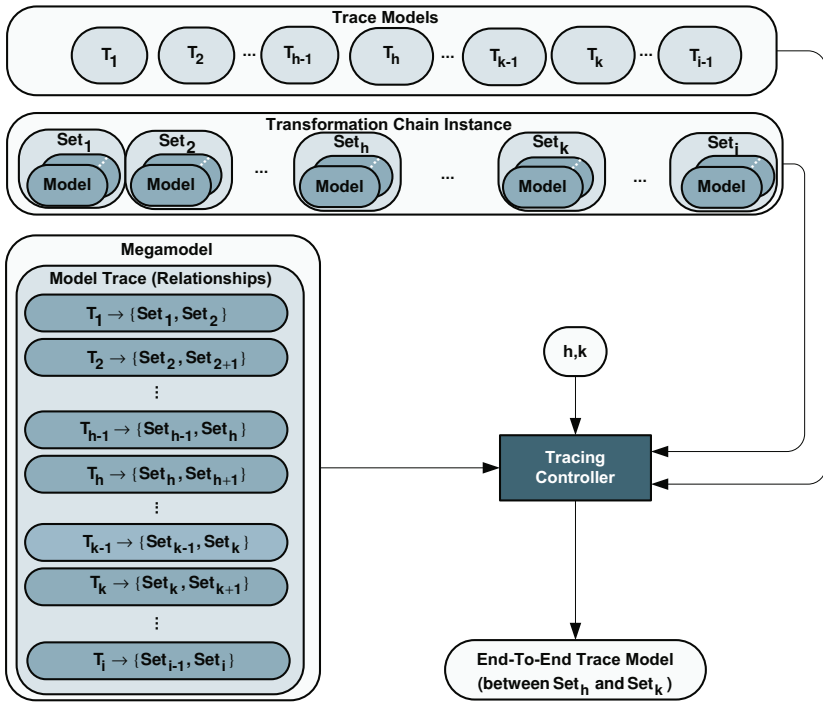 Trace Models
T1 T2 ... Th-1 Th ... Tk-1 Tk ... Ti-1
Transformation Chain Instance
Set1 Set2 Seth Setk Seti
... ... ...
Model Model Model Model Model
Megamodel
Model Trace (Relationships)
T1 → {Set1, Set2}
T2 → {Set2, Set2+1}
⋮
Th-1 → {Seth-1, Seth}
Th → {Seth, Seth+1}
⋮
Tk-1 → {Setk-1, Setk}
Tk → {Setk, Setk+1}
⋮
Ti → {Seti-1, Seti}
h,k
Tracing
Controller
End-To-End Trace Model
(between Seth and Setk)